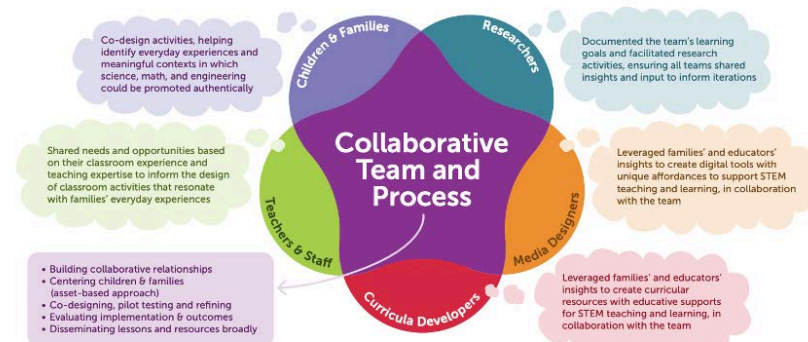 Co-design activities, helping
identify everyday experiences and
meaningful contexts in which
science, math, and engineering
could be promoted authentically
Children & Families
Researchers
Documented the team's learning
goals and facilitated research
activities, ensuring all teams shared
insights and input to inform iterations
Shared needs and opportunities based
on their classroom experience and
teaching expertise to inform the design
of classroom activities that resonate
with families' everyday experiences
Teachers & Staff
Collaborative
Team and
Process
Media Designers
Leveraged families' and educators'
insights to create digital tools with
unique affordances to support STEM
teaching and learning, in collaboration
with the team
• Building collaborative relationships
• Centering children & families
(asset-based approach)
• Co-designing, pilot testing and refining
• Evaluating implementation & outcomes
• Disseminating lessons and resources broadly
Curricula Developers
Leveraged families' and educators'
insights to create curricular
resources with educative supports
for STEM teaching and learning, in
collaboration with the team